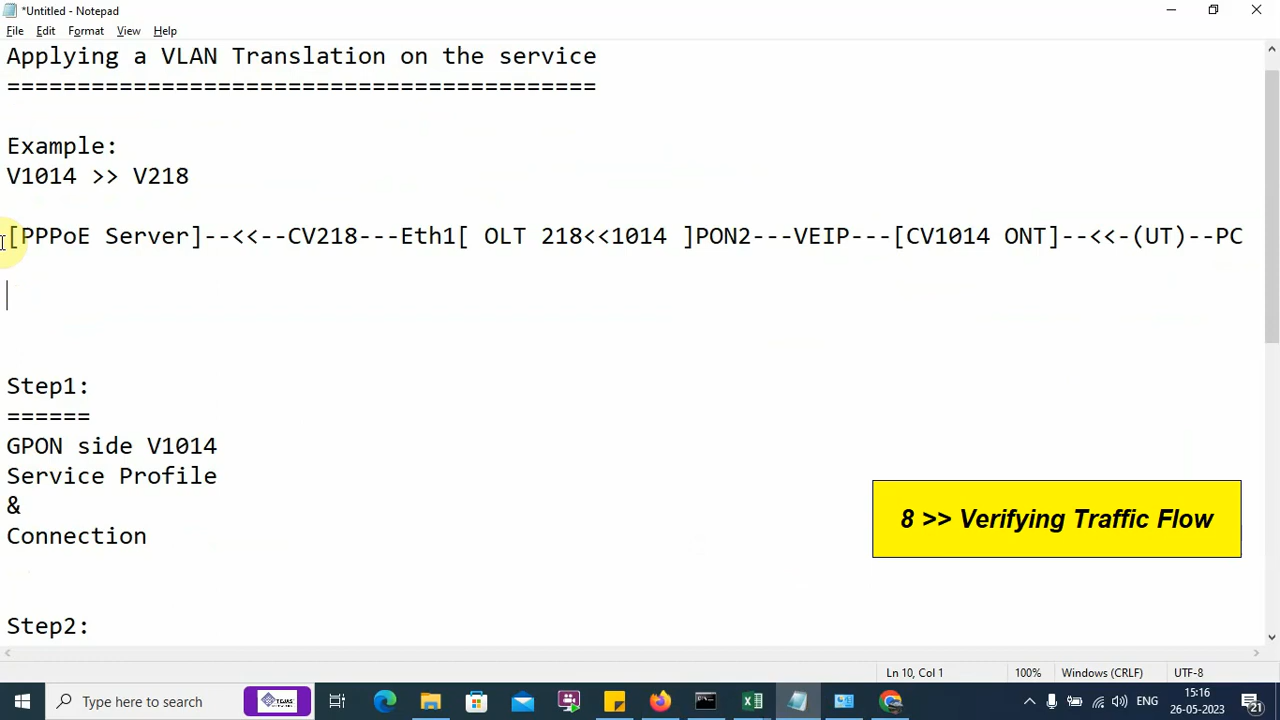 *Untitled - Notepad
File Edit Format View Help
Applying a VLAN Translation on the service
==========================================
Example:
V1014 >> V218
[PPPoE Server]--<<--CV218---Eth1[ OLT 218<<1014 ]PON2---VEIP---[CV1014 ONT]--<<-(UT)--PC
Step1:
======
GPON side V1014
Service Profile
&
Connection
8 >> Verifying Traffic Flow
Step2:
Ln 10, Col 1 100% Windows (CRLF) UTF-8
Type here to search
ENG
15:16
26-05-2023
21